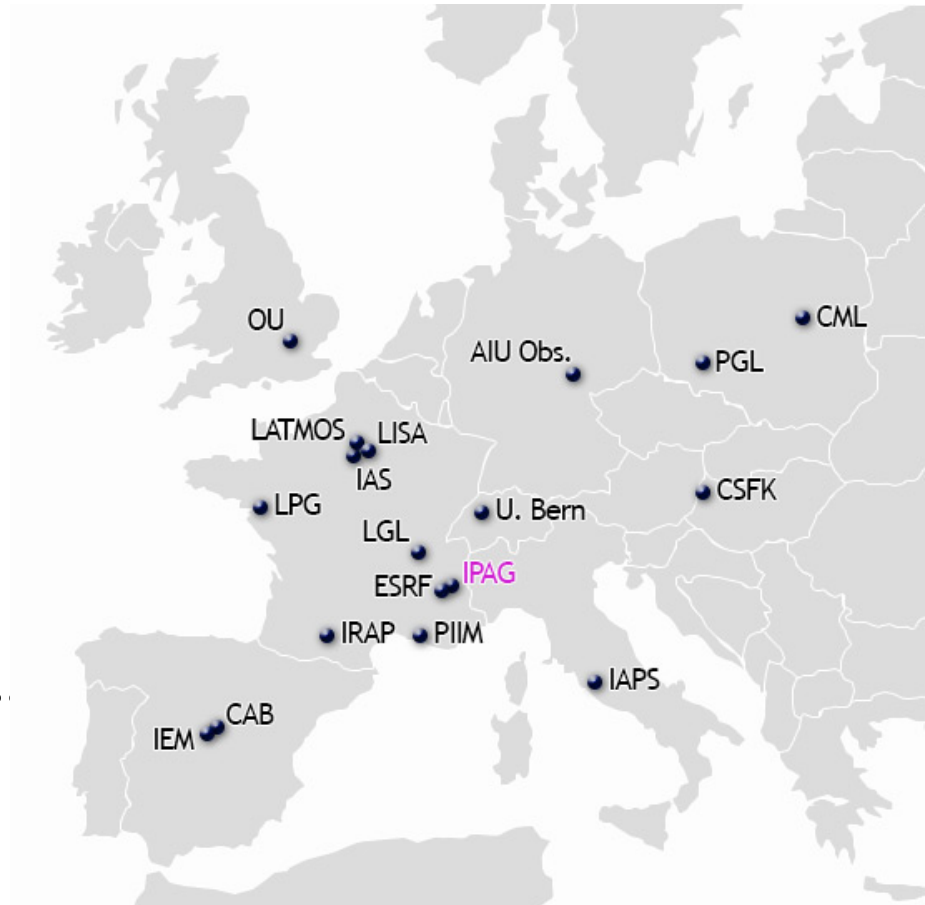 OU
CML
AIU Obs.
PGL
LATMOS
LISA
IAS
CSFK
LPG
U. Bern
LGL
IPAG
ESRF
IRAP
PIIM
IAPS
CAB
IEM